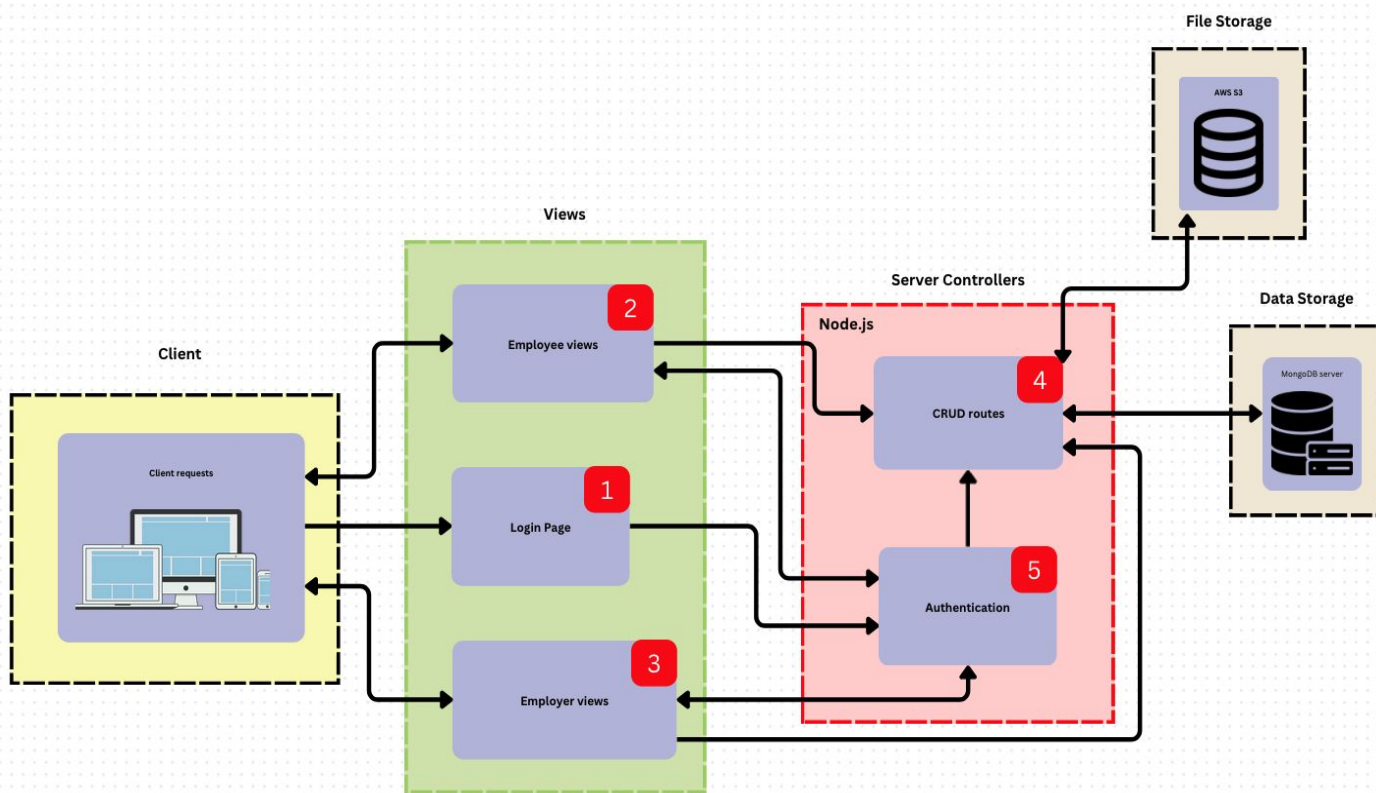 File Storage
AWS S3
Views
Server Controllers
Data Storage
Node.js
2
Employee views
Client
4
CRUD routes
MongoDB server
Client requests
1
Login Page
5
Authentication
3
Employer views